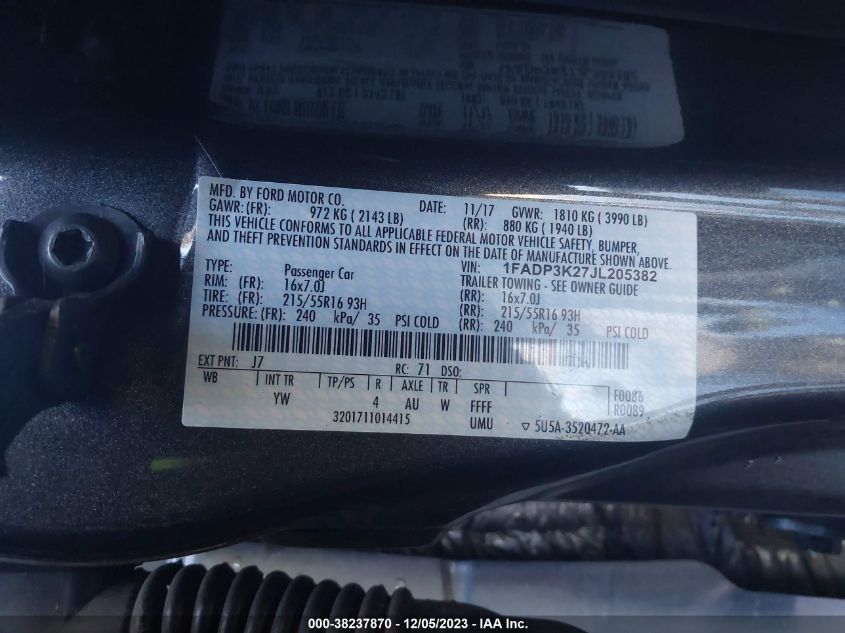 MFD. BY FORD MOTOR CO. DATE: 11/17 GVWR: 1810 KG ( 3990 LB)
GAWR: (FR): 972 KG ( 2143 LB) (RR): 880 KG ( 1940 LB)
THIS VEHICLE CONFORMS TO ALL APPLICABLE FEDERAL MOTOR VEHICLE SAFETY, BUMPER,
AND THEFT PREVENTION STANDARDS IN EFFECT ON THE DATE OF MANUFACTURE SHOWN ABOVE.
VIN: 1FADP3K27JL205382
TYPE: Passenger Car TRAILER TOWING - SEE OWNER GUIDE
RIM: (FR): 16x7.0J (RR): 16x7.0J
TIRE: (FR): 215/55R16 93H (RR): 215/55R16 93H
PRESSURE: (FR): 240 kPa/ 35 PSI COLD (RR): 240 kPa/ 35 PSI COLD
EXT PNT: J7 RC: 71 DSO:
WB INT TR TP/PS R AXLE TR SPR
YW 4 AU W FFFF
F0086
R0089
3201711014415 UMU ▽ 5U5A-3520472-AA
000-38237870 - 12/05/2023 - IAA Inc.